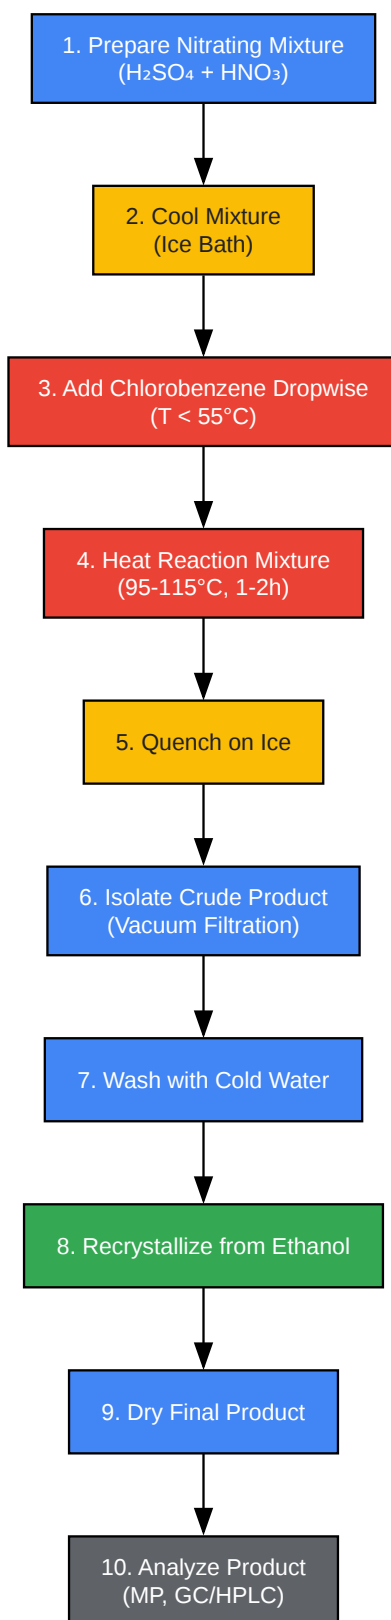 1. Prepare Nitrating Mixture
(H₂SO₄ + HNO₃)
2. Cool Mixture
(Ice Bath)
3. Add Chlorobenzene Dropwise
(T < 55°C)
4. Heat Reaction Mixture
(95-115°C, 1-2h)
5. Quench on Ice
6. Isolate Crude Product
(Vacuum Filtration)
7. Wash with Cold Water
8. Recrystallize from Ethanol
9. Dry Final Product
10. Analyze Product
(MP, GC/HPLC)